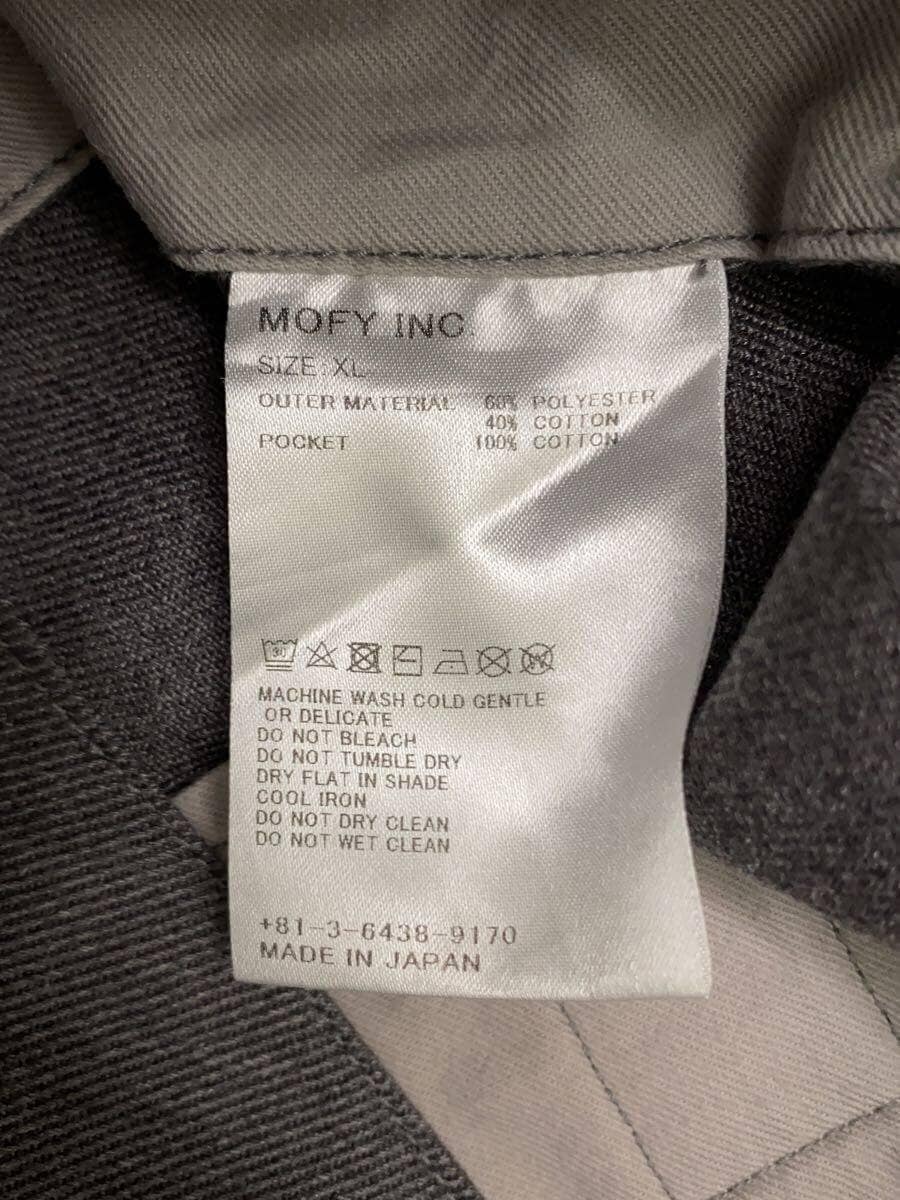 MOFY INC
SIZE:XL
OUTER MATERIAL 60% POLYESTER
40% COTTON
POCKET 100% COTTON
30
W
MACHINE WASH COLD GENTLE
OR DELICATE
DO NOT BLEACH
DO NOT TUMBLE DRY
DRY FLAT IN SHADE
COOL IRON
DO NOT DRY CLEAN
DO NOT WET CLEAN
+81-3-6438-9170
MADE IN JAPAN